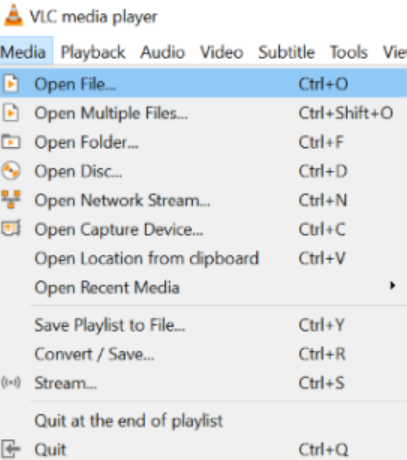 VLC media player
Media Playback Audio Video Subtitle Tools Vie
Open File... Ctrl+O
Open Multiple Files... Ctrl+Shift+O
Open Folder... Ctrl+F
Open Disc... Ctrl+D
Open Network Stream... Ctrl+N
Open Capture Device... Ctrl+C
Open Location from clipboard Ctrl+V
Open Recent Media
Save Playlist to File... Ctrl+Y
Convert / Save... Ctrl+R
Stream... Ctrl+S
Quit at the end of playlist
Quit Ctrl+Q